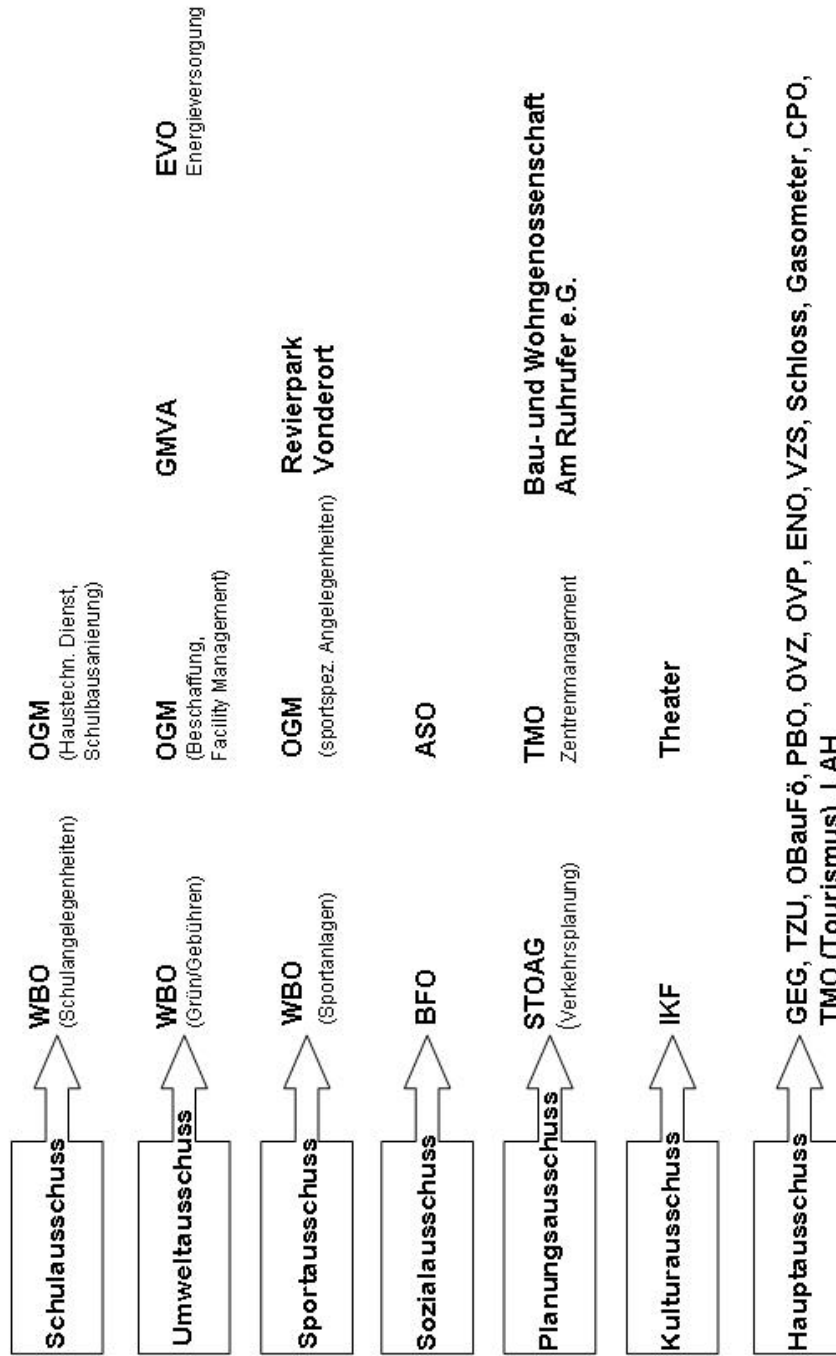 Schulausschuss
WBO
(Schulangelegenheiten)
OGM
(Haustechn. Dienst,
Schulbausanierung)
Umweltausschuss
WBO
(Grün/Gebühren)
OGM
(Beschaffung,
Facility Management)
GMVA
EVO
Energieversorgung
Sportausschuss
WBO
(Sportanlagen)
OGM
(sportspez. Angelegenheiten)
Revierpark
Vonderort
Sozialausschuss
BFO
ASO
Planungsausschuss
STOAG
(Verkehrsplanung)
TMO
Zentrenmanagement
Bau- und Wohngenossenschaft
Am Ruhrufer e.G.
Kulturausschuss
IKF
Theater
Hauptausschuss
GEG, TZU, OBauFö, PBO, OVZ, OVP, ENO, VZS, Schloss, Gasometer, CPO,
TMO (Tourismus), LAH